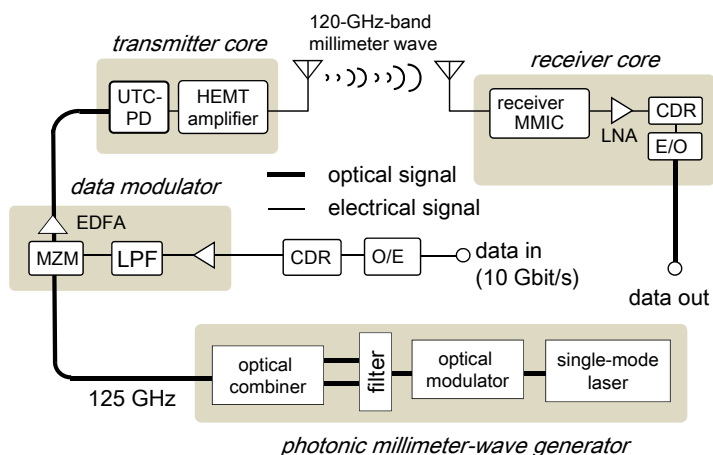 120-GHz-band
millimeter wave
transmitter core
receiver core
UTC-
PD
HEMT
amplifier
receiver
MMIC
LNA
CDR
E/O
optical signal
electrical signal
data modulator
EDFA
MZM
LPF
CDR
O/E
data in
(10 Gbit/s)
data out
125 GHz
optical
combiner
filter
optical
modulator
single-mode
laser
photonic millimeter-wave generator